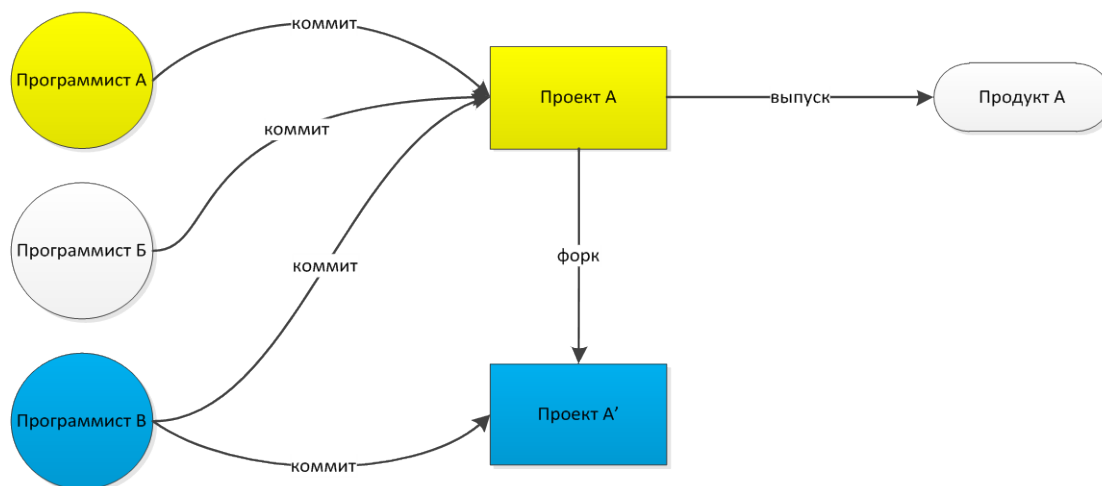 коммит
Программист А
Проект А
выпуск
Продукт А
коммит
Программист Б
форк
коммит
Программист В
Проект А’
коммит